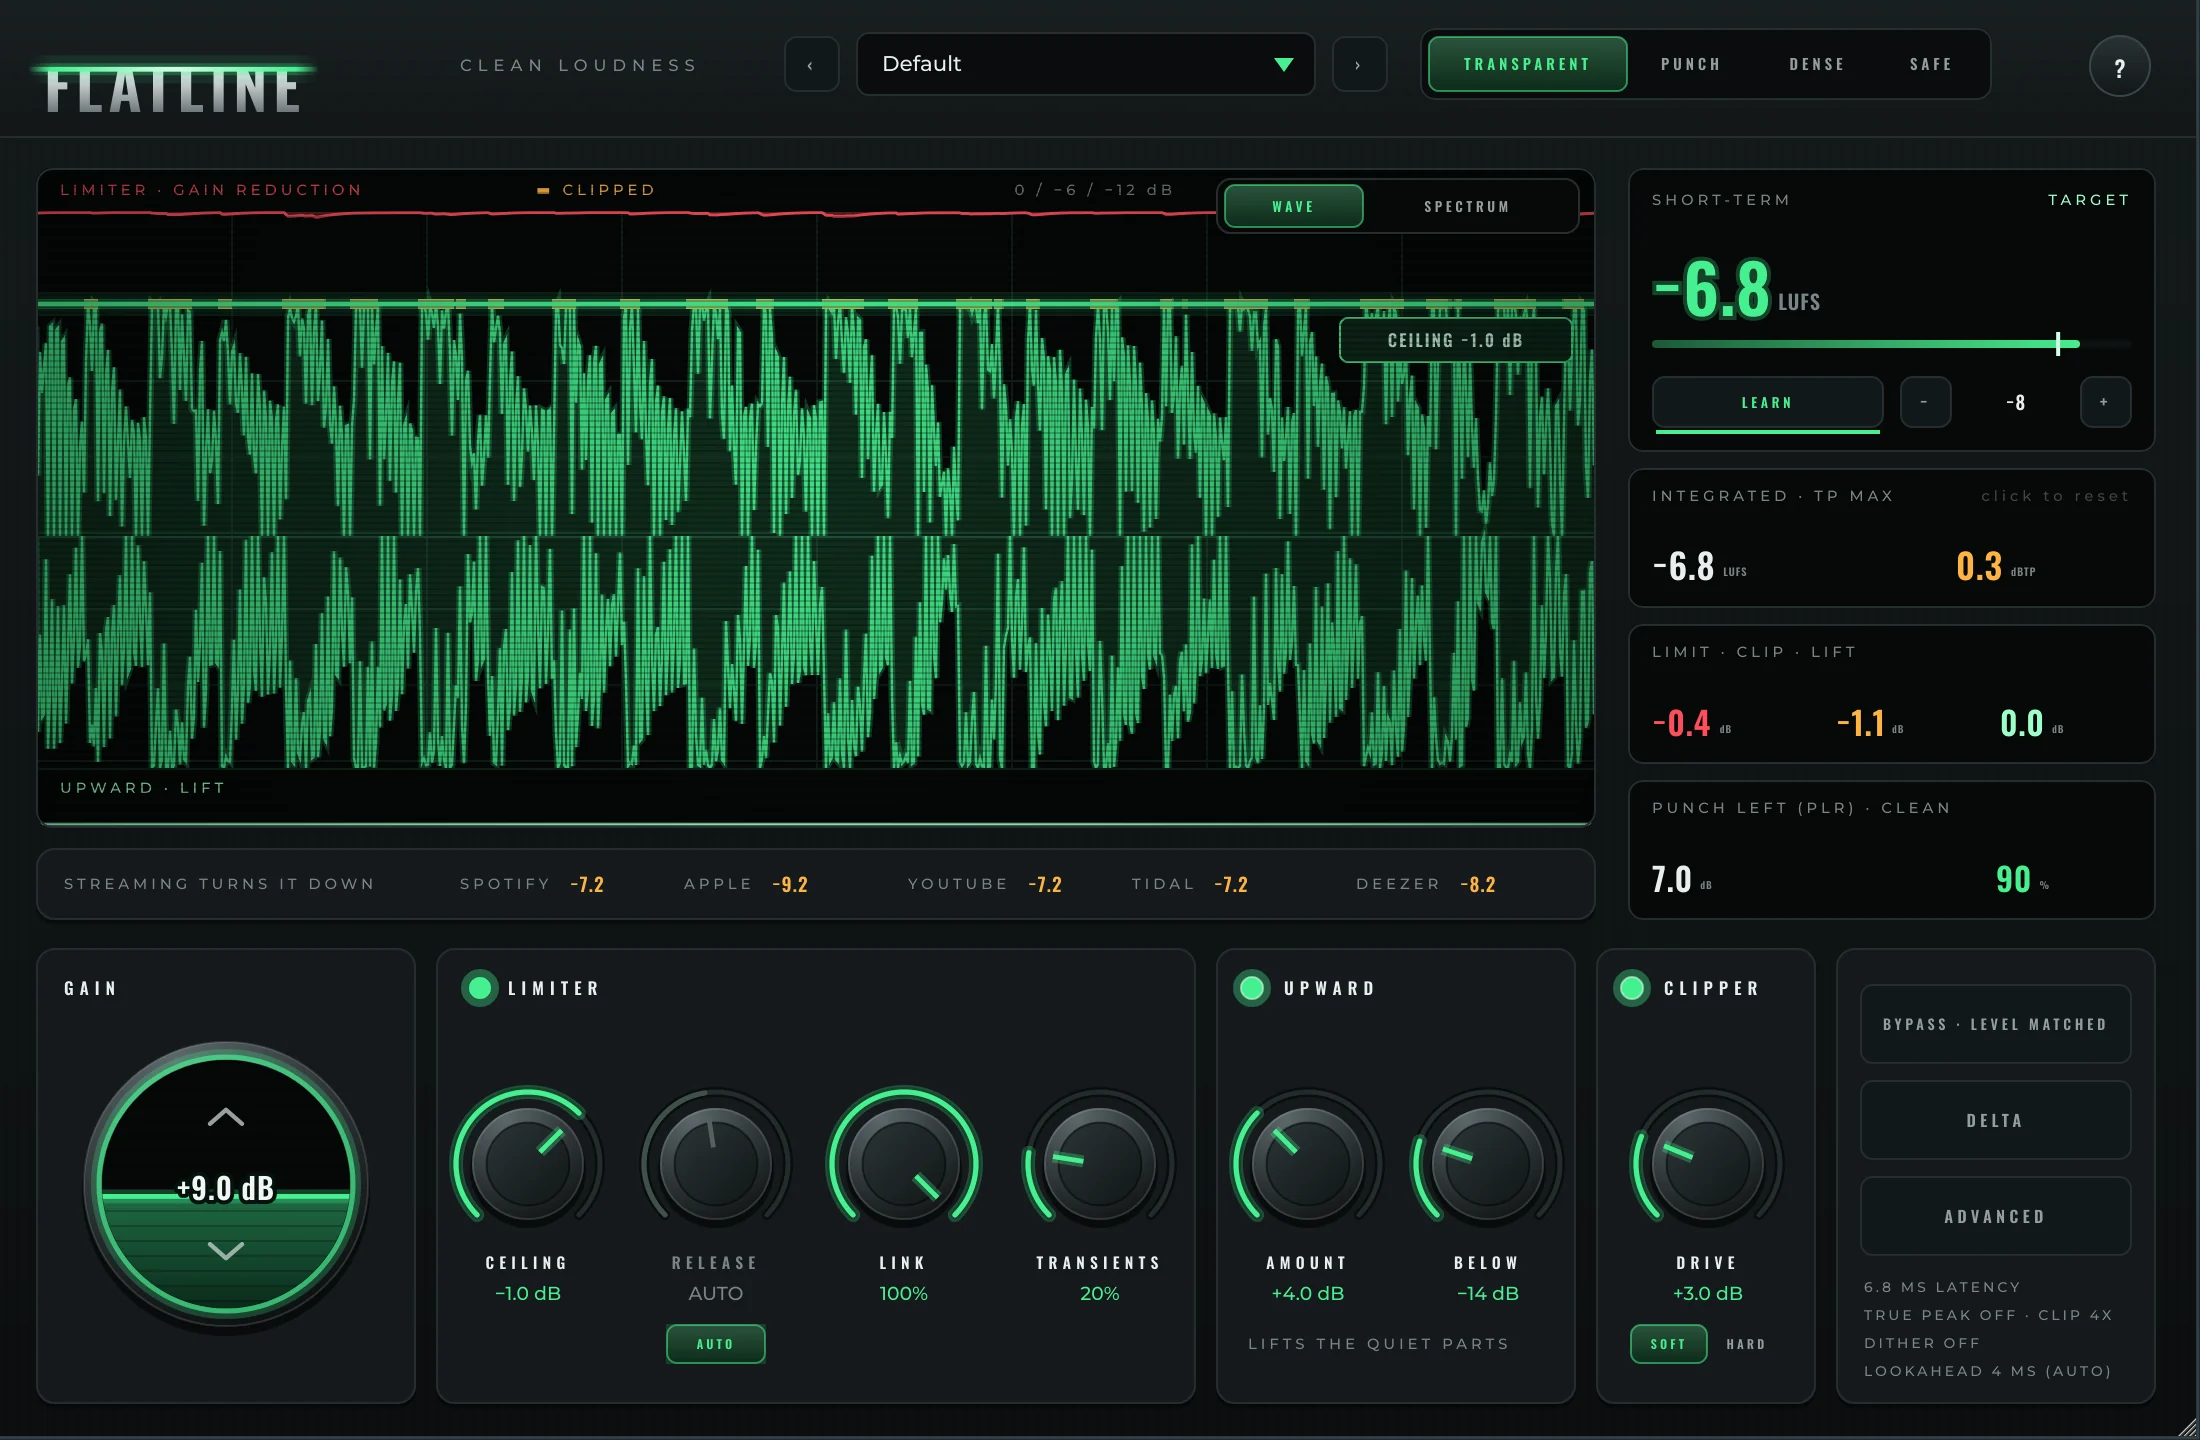 FLATLINE
CLEAN LOUDNESS
‹
Default
›
TRANSPARENT
PUNCH
DENSE
SAFE
?
LIMITER · GAIN REDUCTION
CLIPPED
0 / −6 / −12 dB
WAVE
SPECTRUM
CEILING −1.0 dB
UPWARD · LIFT
SHORT-TERM
TARGET
−6.8 LUFS
LEARN
−
−8
+
INTEGRATED · TP MAX
click to reset
−6.8 LUFS
0.3 dBTP
LIMIT · CLIP · LIFT
−0.4 dB
−1.1 dB
0.0 dB
PUNCH LEFT (PLR) · CLEAN
7.0 dB
90 %
STREAMING TURNS IT DOWN
SPOTIFY −7.2
APPLE −9.2
YOUTUBE −7.2
TIDAL −7.2
DEEZER −8.2
GAIN
+9.0 dB
LIMITER
CEILING
−1.0 dB
RELEASE
AUTO
AUTO
LINK
100%
TRANSIENTS
20%
UPWARD
AMOUNT
+4.0 dB
BELOW
−14 dB
LIFTS THE QUIET PARTS
CLIPPER
DRIVE
+3.0 dB
SOFT
HARD
BYPASS · LEVEL MATCHED
DELTA
ADVANCED
6.8 MS LATENCY
TRUE PEAK OFF · CLIP 4X
DITHER OFF
LOOKAHEAD 4 MS (AUTO)